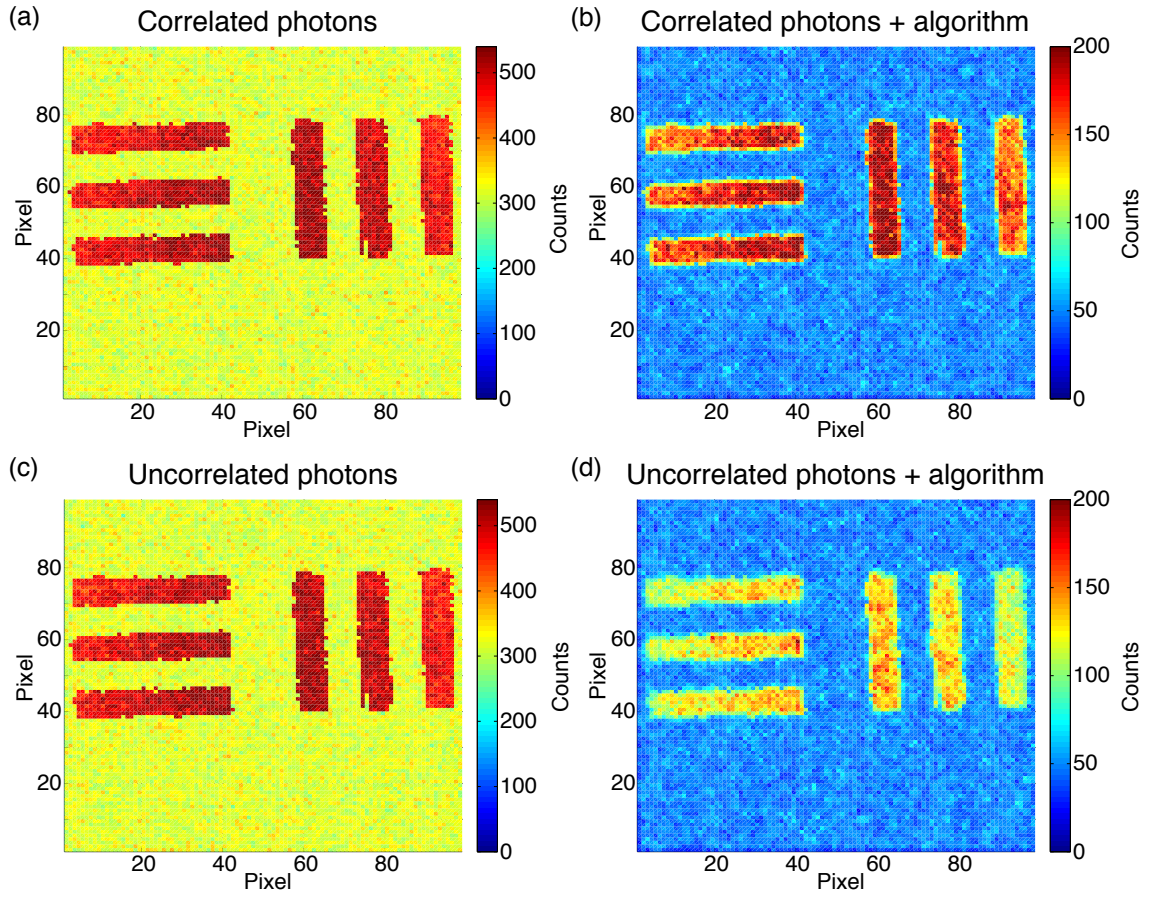 (a) Correlated photons
(b) Correlated photons + algorithm
80
60
40
20
Pixel
20 40 60 80
Pixel
500
400
300
200
100
0
Counts
80
60
40
20
Pixel
20 40 60 80
Pixel
200
150
100
50
0
Counts
(c) Uncorrelated photons
(d) Uncorrelated photons + algorithm
80
60
40
20
Pixel
20 40 60 80
Pixel
500
400
300
200
100
0
Counts
80
60
40
20
Pixel
20 40 60 80
Pixel
200
150
100
50
0
Counts